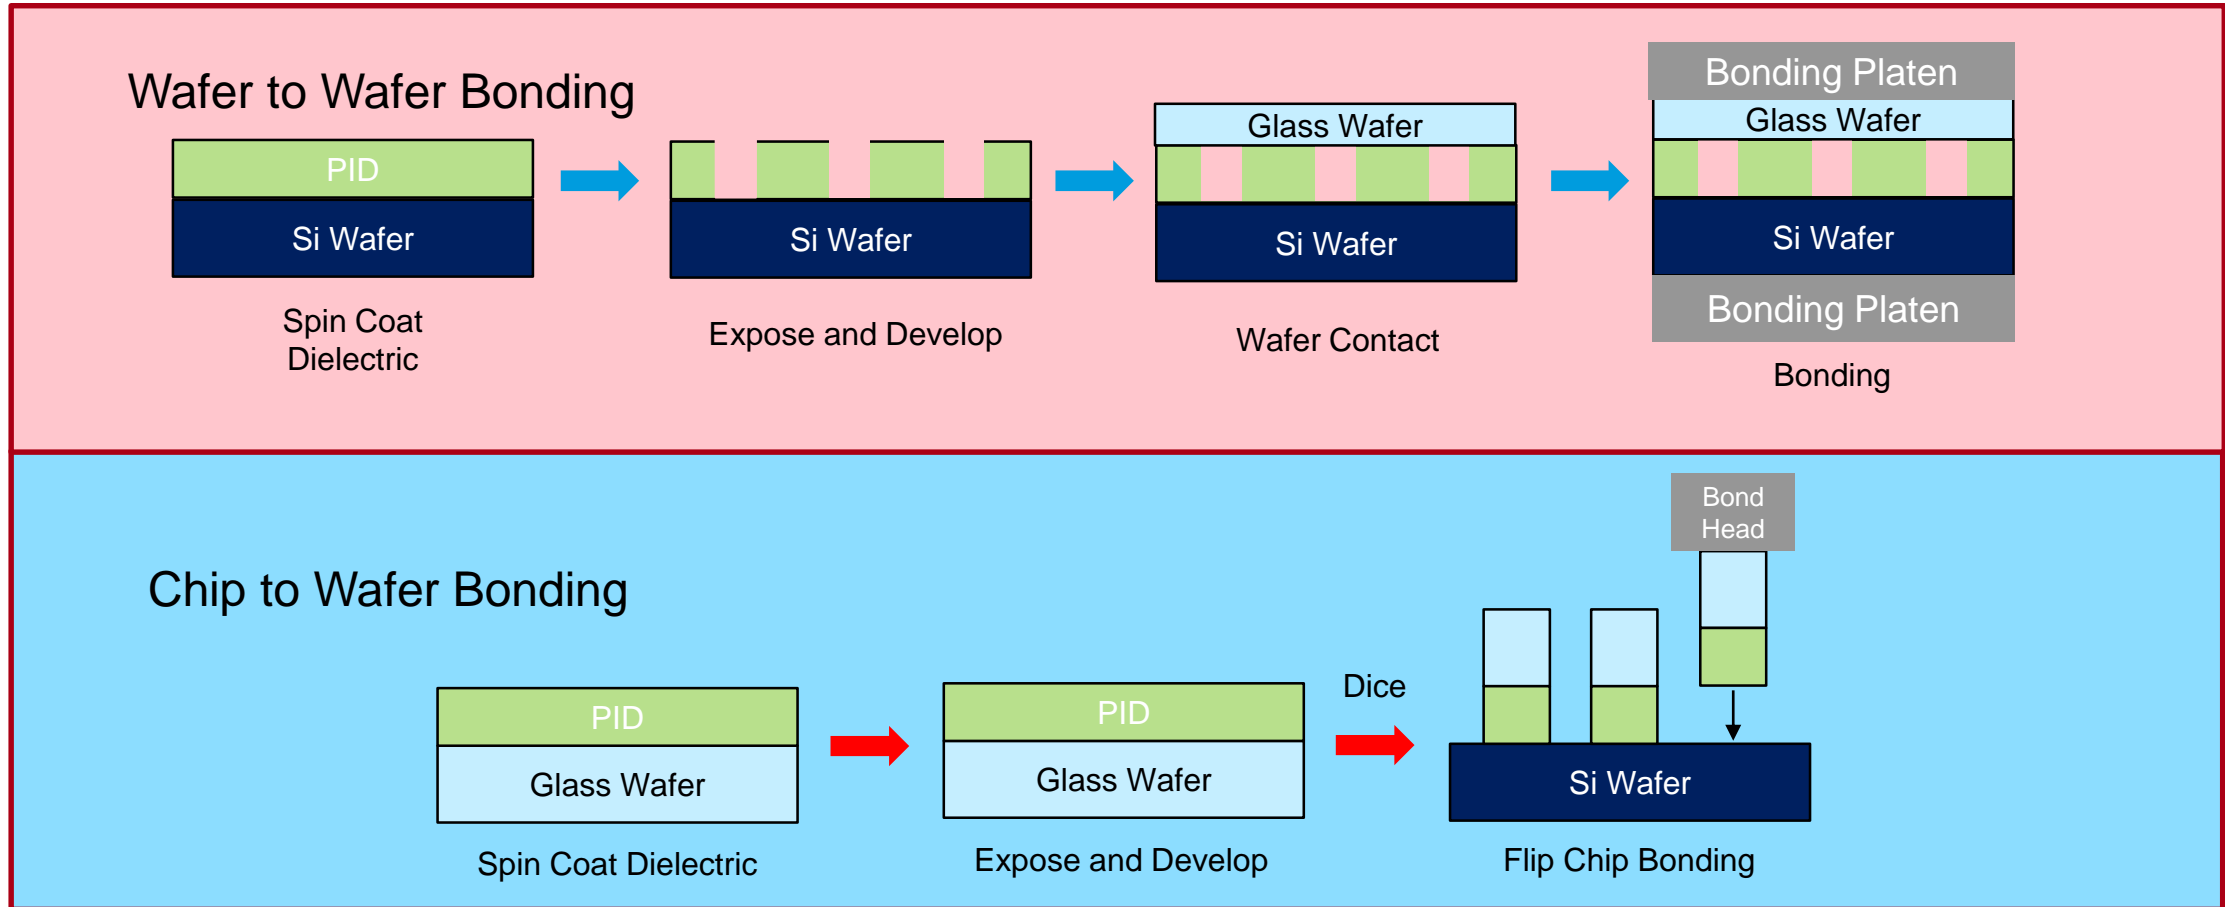 Wafer to Wafer Bonding
PID
Si Wafer
Spin Coat
Dielectric
Si Wafer
Expose and Develop
Glass Wafer
Si Wafer
Wafer Contact
Bonding Platen
Glass Wafer
Si Wafer
Bonding Platen
Bonding
Chip to Wafer Bonding
PID
Glass Wafer
Spin Coat Dielectric
PID
Glass Wafer
Expose and Develop
Dice
Bond
Head
Si Wafer
Flip Chip Bonding